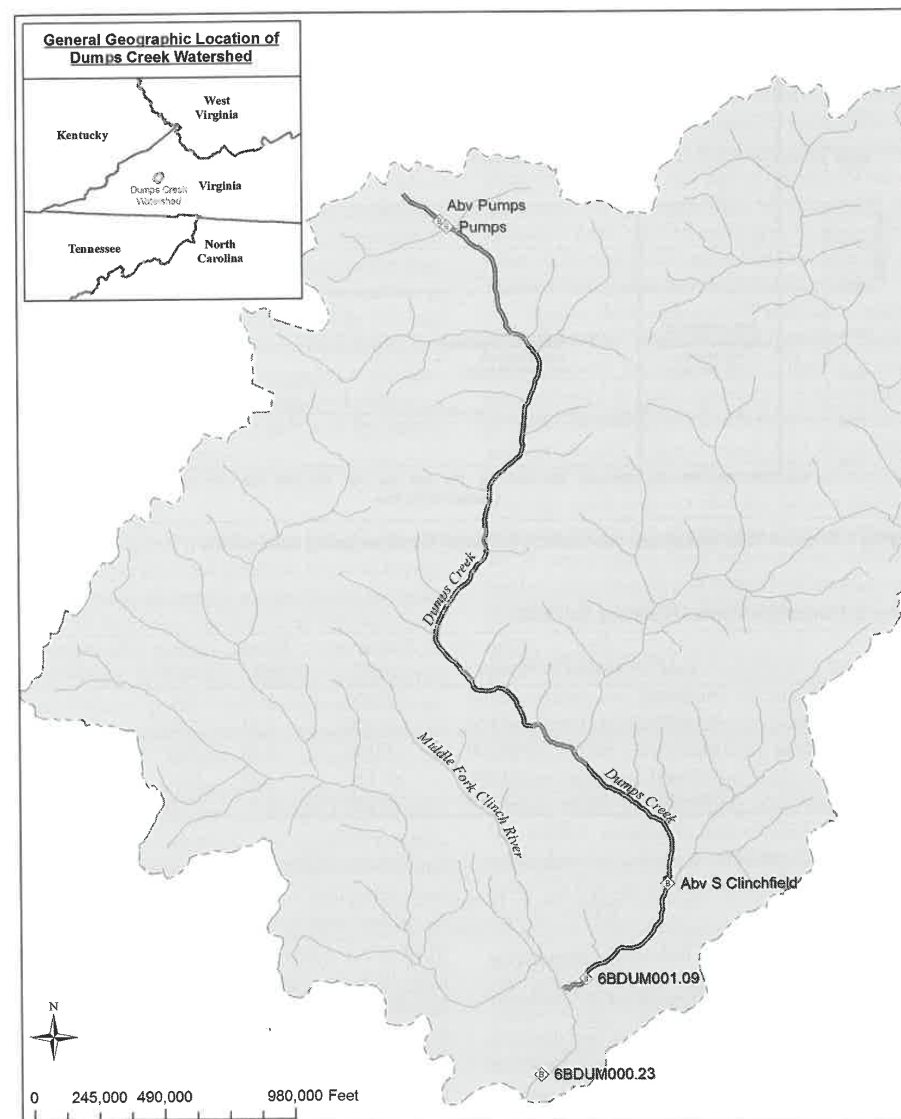 General Geographic Location of
Dumps Creek Watershed
West
Virginia
Kentucky
Virginia
Dumps Creek
Watershed
Tennessee
North
Carolina
Abv Pumps
B
B
Pumps
Dumps Creek
Middle Fork Clinch River
Dumps Creek
B
Abv S Clinchfield
B
6BDUM001.09
N
B
6BDUM000.23
0 245,000 490,000 980,000 Feet